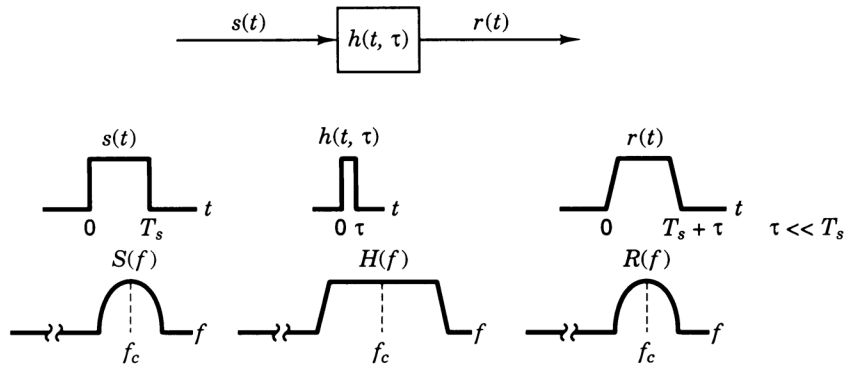 s(t) h(t, τ) r(t)
s(t) h(t, τ) r(t)
0 T_s t 0 τ t 0 T_s + τ t τ << T_s
S(f) H(f) R(f)
f f f
f_c f_c f_c